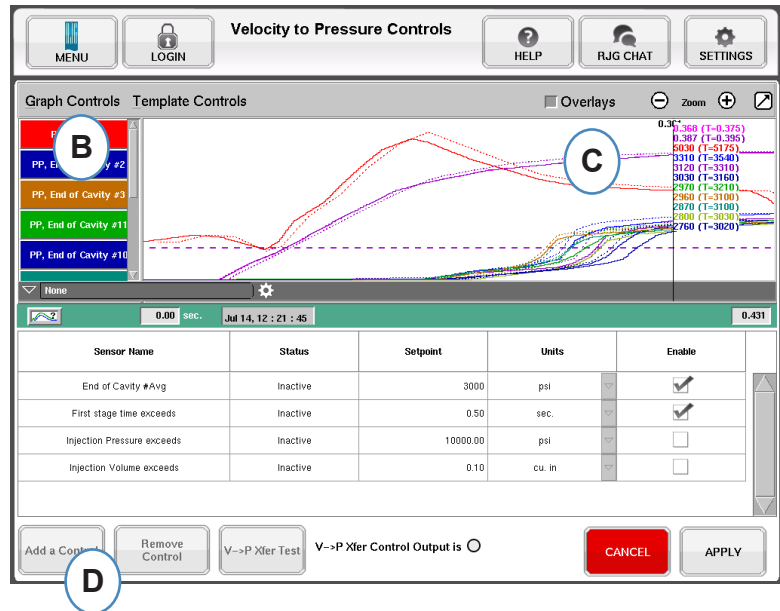 Velocity to Pressure Controls
MENU
LOGIN
HELP
RJG CHAT
SETTINGS
Graph Controls Template Controls
Overlays
Zoom
B
PP, #2
PP, End of Cavity #3
PP, End of Cavity #11
PP, End of Cavity #10
C
0.368 (T=0.375)
0.387 (T=0.395)
5030 (T=5175)
3310 (T=3540)
3120 (T=3310)
3030 (T=3160)
2970 (T=3210)
2960 (T=3100)
2870 (T=3100)
2800 (T=3030)
2760 (T=3020)
None
0.00 sec. Jul 14, 12 : 21 : 45 0.431
Sensor Name Status Setpoint Units Enable
End of Cavity #Avg Inactive 3000 psi
First stage time exceeds Inactive 0.50 sec.
Injection Pressure exceeds Inactive 10000.00 psi
Injection Volume exceeds Inactive 0.10 cu. in
Add a
D
Remove
Control
V->P Xfer Test
V->P Xfer Control Output is
CANCEL
APPLY